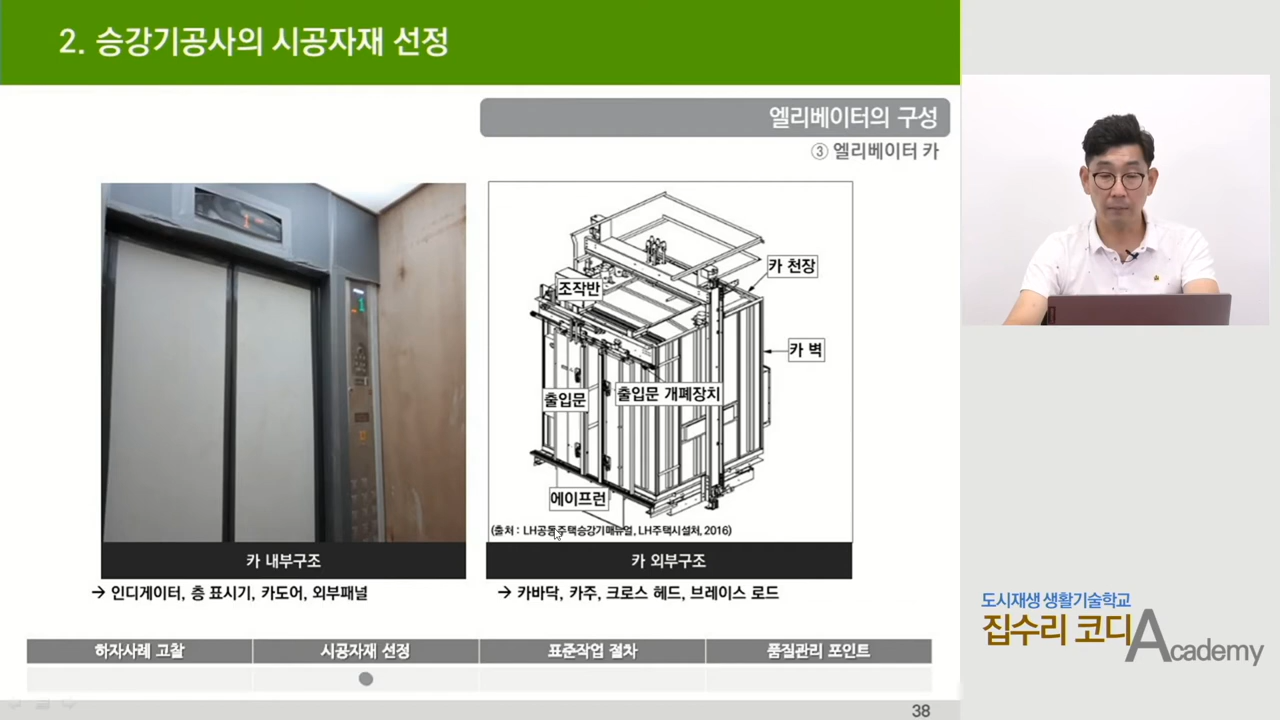 2. 승강기공사의 시공자재 선정
엘리베이터의 구성
③ 엘리베이터 카
1
1
조작반
카 천장
카 벽
출입문
출입문 개폐장치
에이프런
(출처 : LH공동주택승강기매뉴얼, LH주택시설처, 2016)
카 내부구조
카 외부구조
→ 인디게이터, 층 표시기, 카도어, 외부패널
→ 카바닥, 카주, 크로스 헤드, 브레이스 로드
하자사례 고찰
시공자재 선정
표준작업 절차
품질관리 포인트
38
도시재생 생활기술학교
집수리 코디 Academy